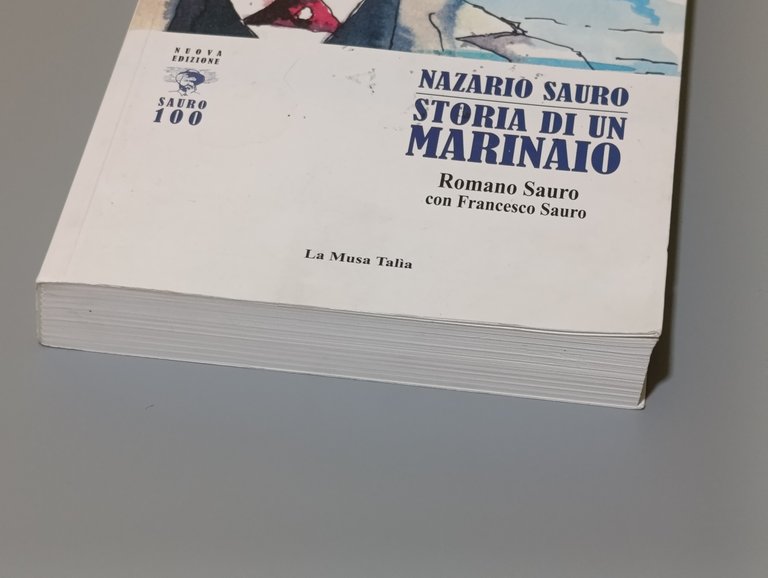 NUOVA
EDIZIONE
SAURO
100
NAZARIO SAURO
STORIA DI UN
MARINAIO
Romano Sauro
con Francesco Sauro
La Musa Talìa